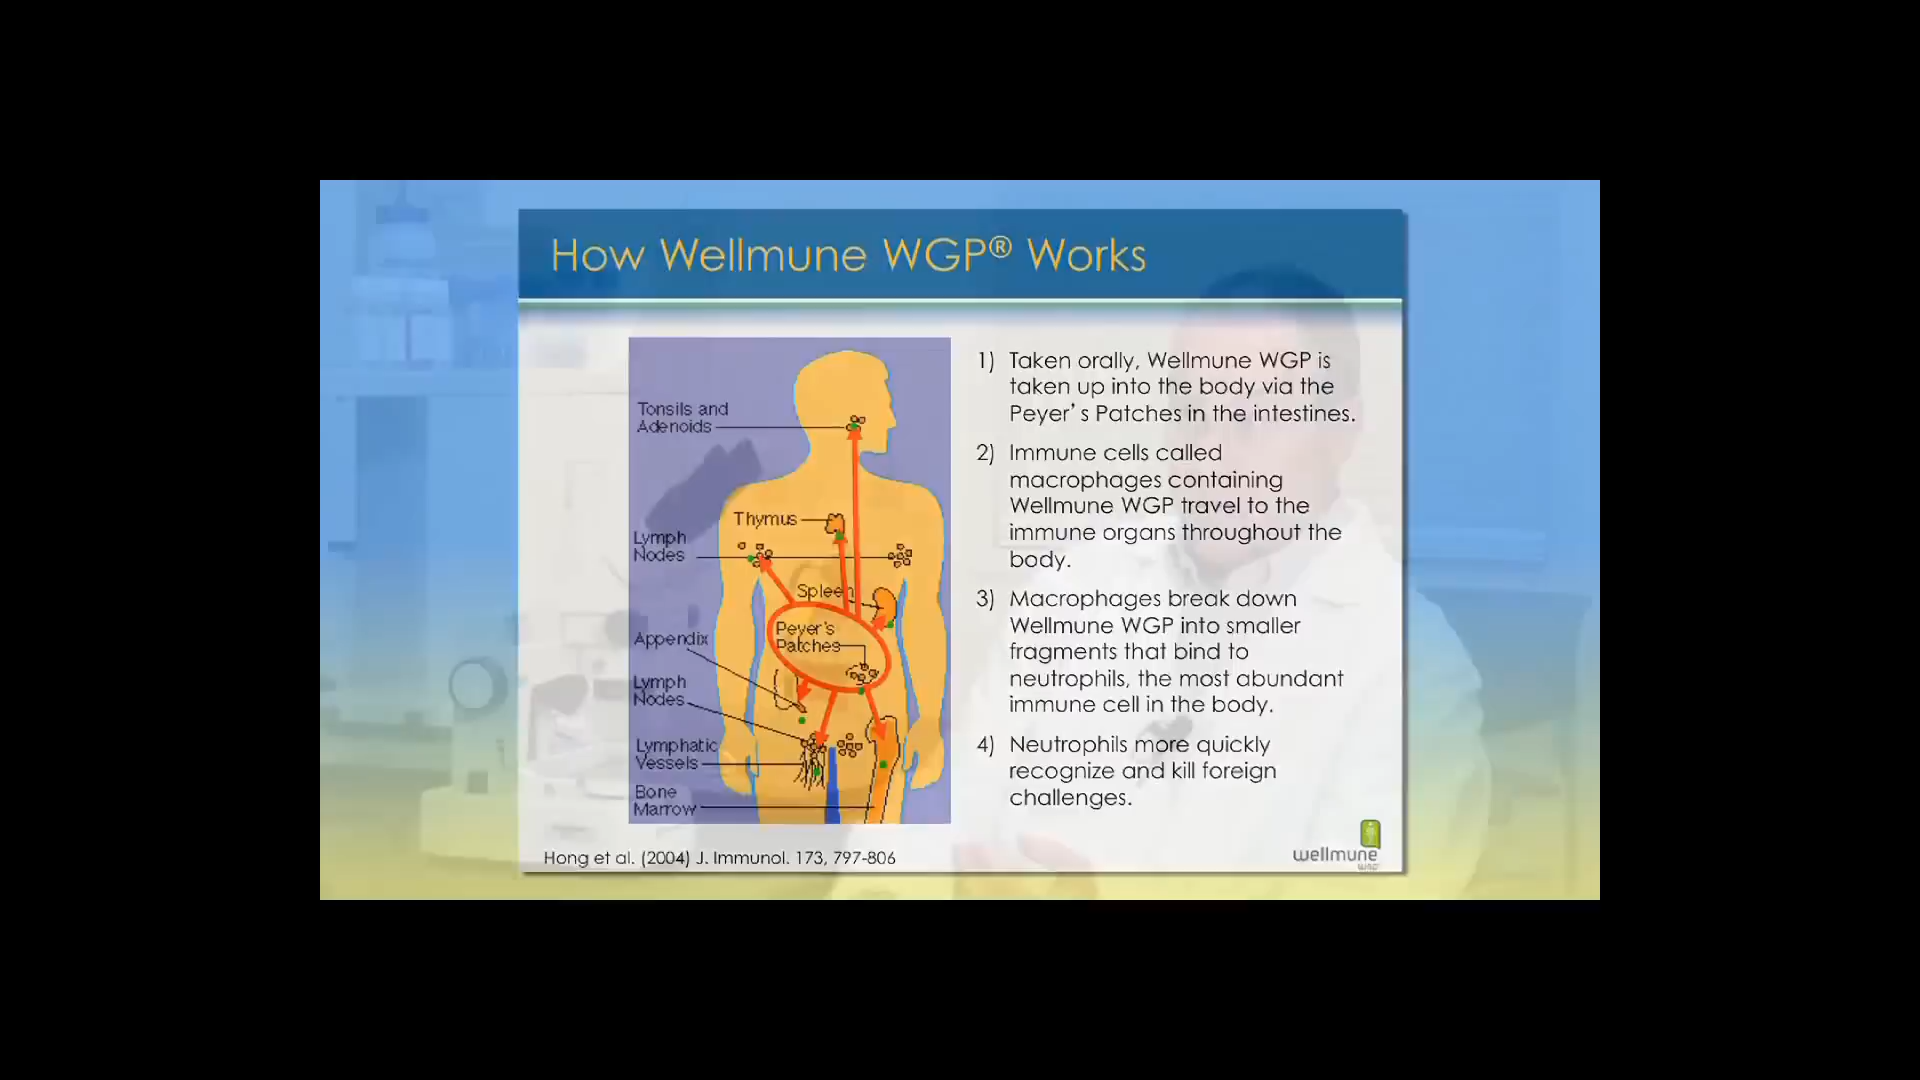 How Wellmune WGP® Works
Tonsils and
Adenoids
Thymus
Lymph
Nodes
Spleen
Peyer's
Patches
Appendix
Lymph
Nodes
Lymphatic
Vessels
Bone
Marrow
1) Taken orally, Wellmune WGP is
taken up into the body via the
Peyer's Patches in the intestines.
2) Immune cells called
macrophages containing
Wellmune WGP travel to the
immune organs throughout the
body.
3) Macrophages break down
Wellmune WGP into smaller
fragments that bind to
neutrophils, the most abundant
immune cell in the body.
4) Neutrophils more quickly
recognize and kill foreign
challenges.
Hong et al. (2004) J. Immunol. 173, 797-806
wellmune
WGP